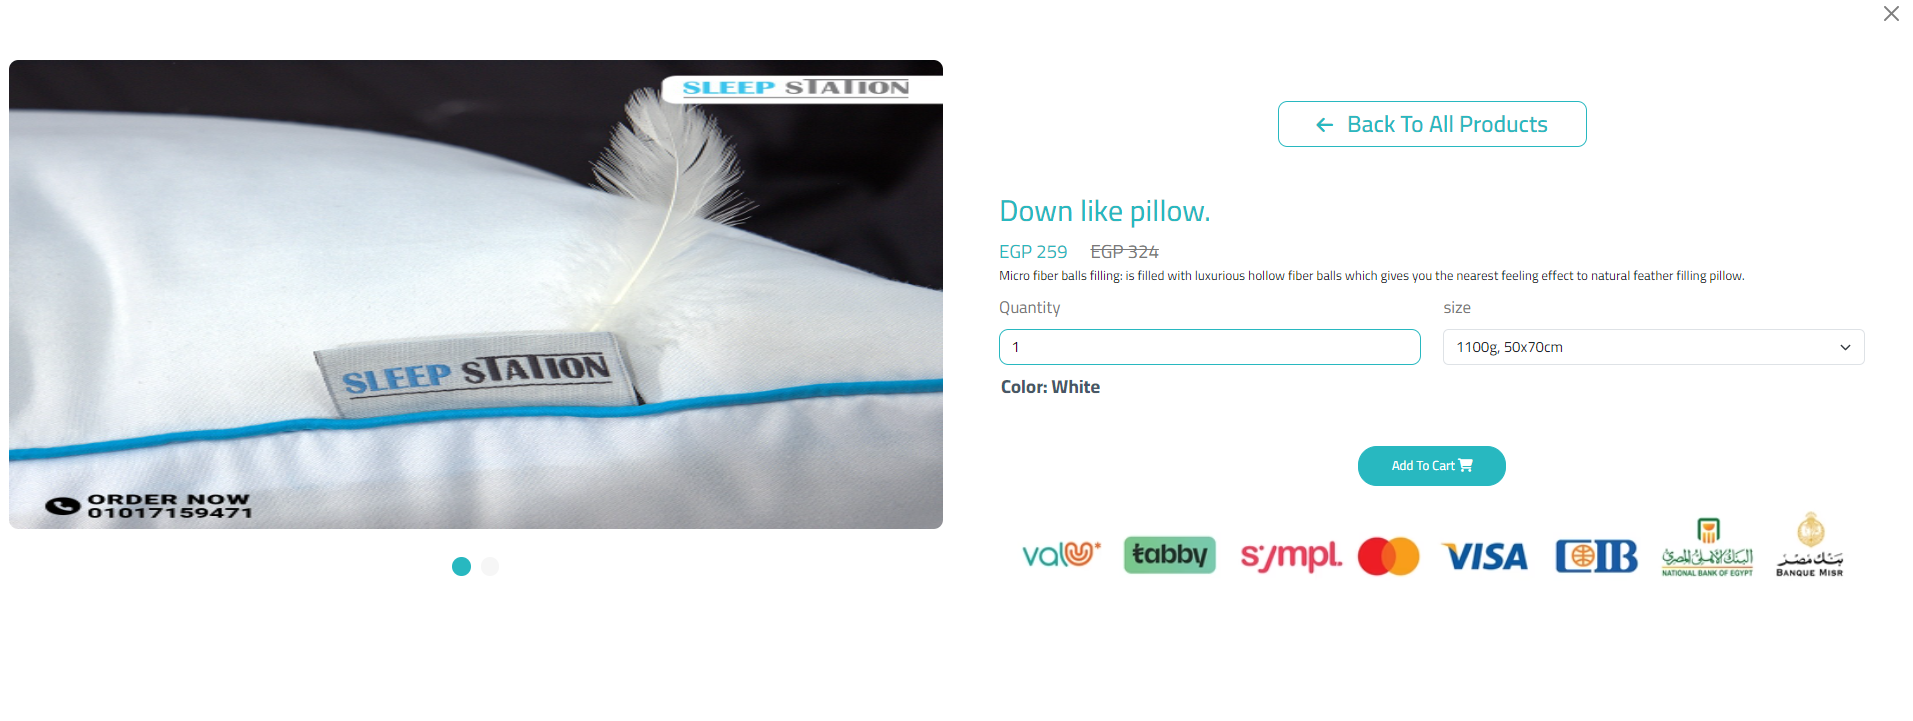 SLEEP STATION
SLEEP STATION
ORDER NOW
01017159471
Back To All Products
Down like pillow.
EGP 259 EGP 324
Micro fiber balls filling: is filled with luxurious hollow fiber balls which gives you the nearest feeling effect to natural feather filling pillow.
Quantity size
1 1100g, 50x70cm
Color: White
Add To Cart
valU* tabby sympl. VISA CIB
البنك الأهلي المصري بنك مصر
NATIONAL BANK OF EGYPT BANQUE MISR